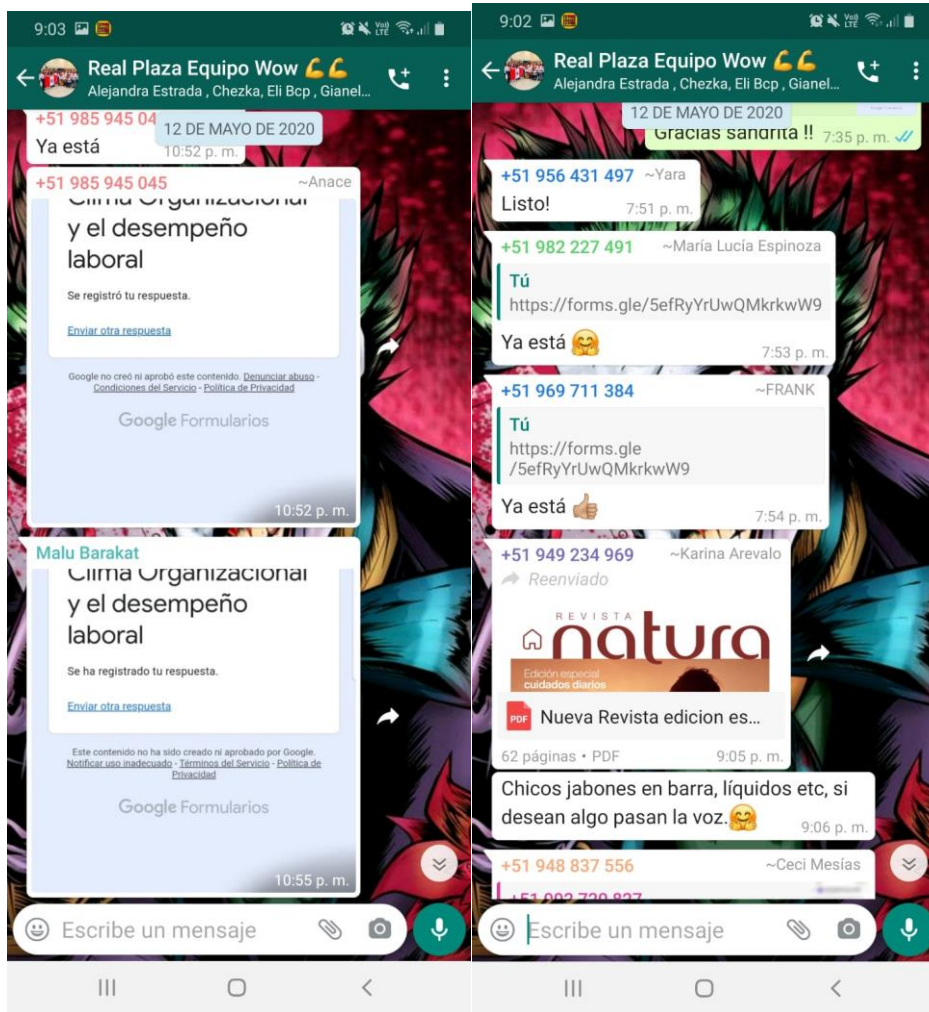 9:03
Real Plaza Equipo Wow 💪💪
Alejandra Estrada , Chezka, Eli Bcp , Gianel...
+51 985 945 04
12 DE MAYO DE 2020
Ya está
10:52 p. m.
+51 985 945 045 ~Anace
Clima Organizacional
y el desempeño
laboral
Se registró tu respuesta.
Enviar otra respuesta
Google no creó ni aprobó este contenido. Denunciar abuso -
Condiciones del Servicio - Política de Privacidad
Google Formularios
10:52 p. m.
Malu Barakat
Clima Organizacional
y el desempeño
laboral
Se ha registrado tu respuesta.
Enviar otra respuesta
Este contenido no ha sido creado ni aprobado por Google.
Notificar uso inadecuado - Términos del Servicio - Política de
Privacidad
Google Formularios
10:55 p. m.
Escribe un mensaje
9:02
Real Plaza Equipo Wow 💪💪
Alejandra Estrada , Chezka, Eli Bcp , Gianel...
12 DE MAYO DE 2020
Gracias sandrita !! 7:35 p. m.
+51 956 431 497 ~Yara
Listo! 7:51 p. m.
+51 982 227 491 ~María Lucía Espinoza
Tú
https://forms.gle/5efRyYrUwQMkrkwW9
Ya está 🤗
7:53 p. m.
+51 969 711 384 ~FRANK
Tú
https://forms.gle
/5efRyYrUwQMkrkwW9
Ya está 👍🏼
7:54 p. m.
+51 949 234 969 ~Karina Arevalo
Reenviado
REVISTA
natura
Edición especial
cuidados diarios
PDF Nueva Revista edicion es...
62 páginas • PDF 9:05 p. m.
Chicos jabones en barra, líquidos etc, si
desean algo pasan la voz.🤗
9:06 p. m.
+51 948 837 556 ~Ceci Mesías
Escribe un mensaje